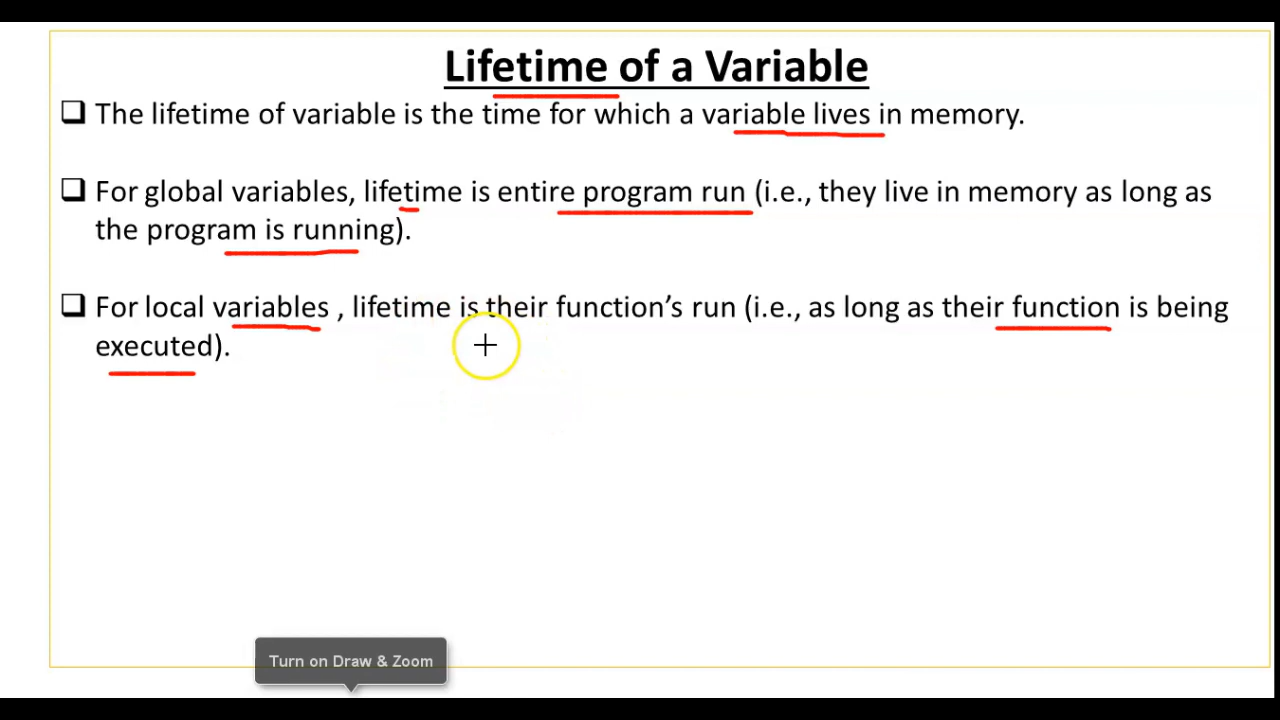 Lifetime of a Variable
❑ The lifetime of variable is the time for which a variable lives in memory.
❑ For global variables, lifetime is entire program run (i.e., they live in memory as long as
the program is running).
❑ For local variables , lifetime is their function’s run (i.e., as long as their function is being
executed).
Turn on Draw & Zoom